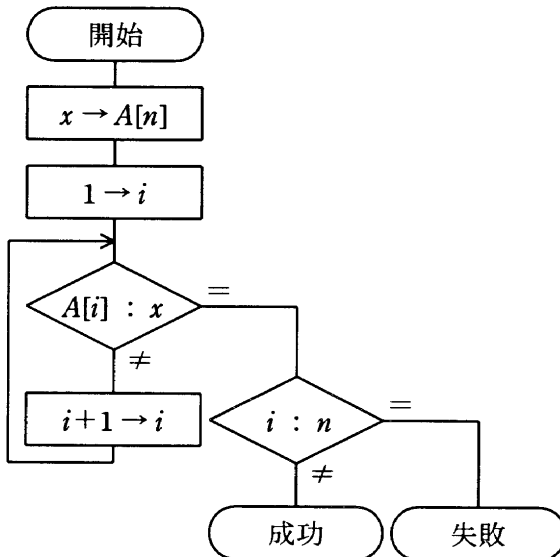 開始
x → A[n]
1 → i
A[i] : x
=
≠
i+1 → i
i : n
=
≠
成功
失敗